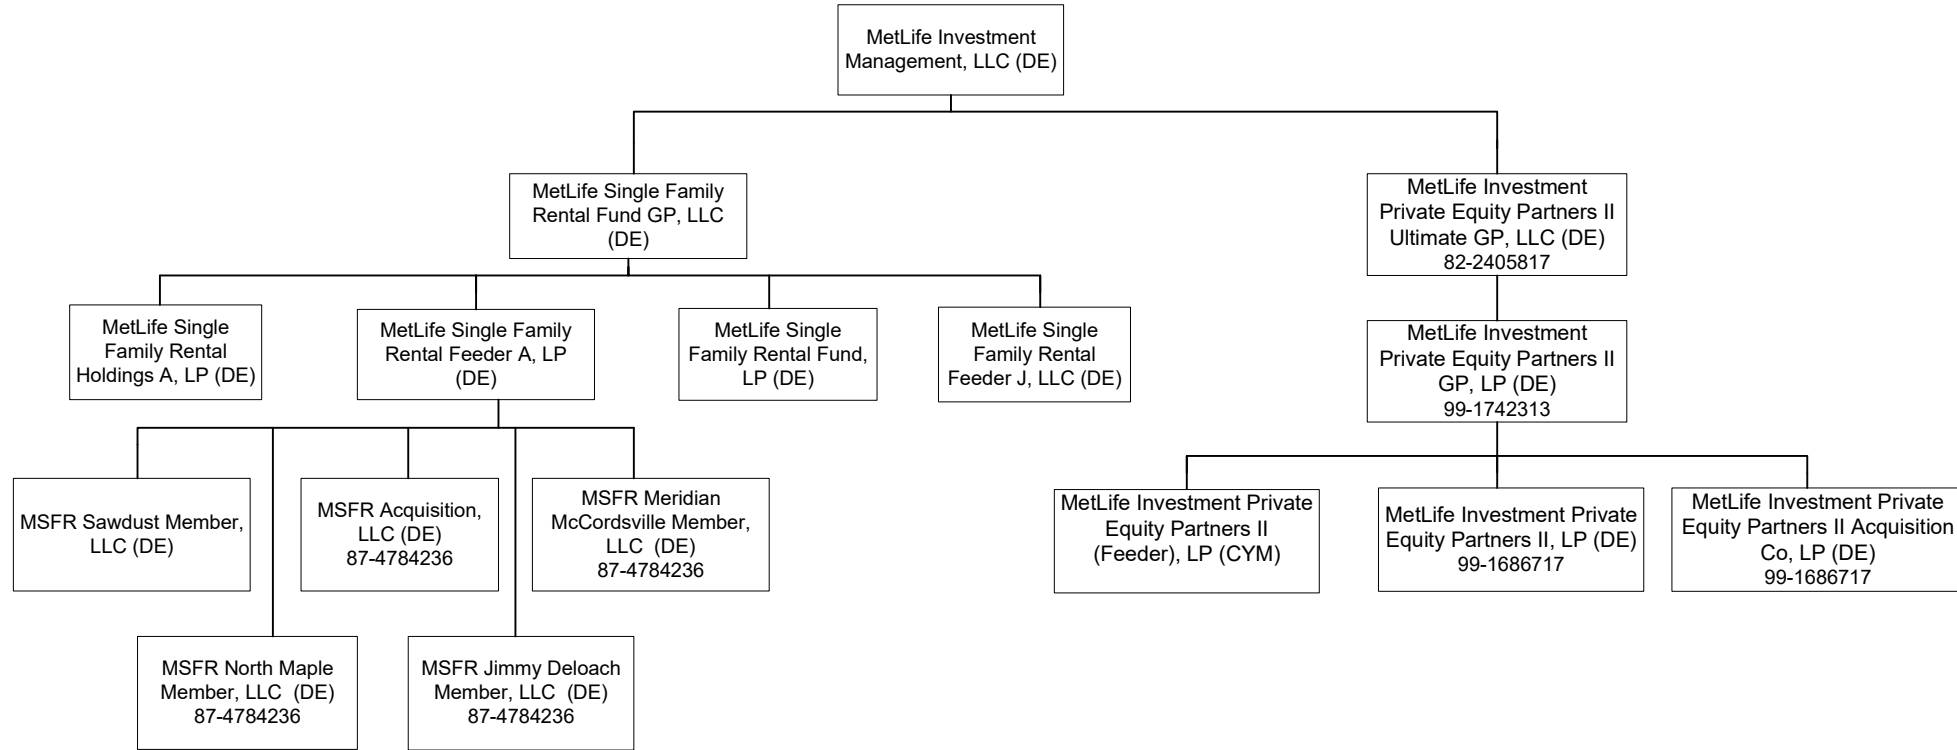 MetLife Investment
Management, LLC (DE)
MetLife Single Family
Rental Fund GP, LLC
(DE)
MetLife Investment
Private Equity Partners II
Ultimate GP, LLC (DE)
82-2405817
MetLife Single
Family Rental
Holdings A, LP (DE)
MetLife Single Family
Rental Feeder A, LP
(DE)
MetLife Single
Family Rental Fund,
LP (DE)
MetLife Single
Family Rental
Feeder J, LLC (DE)
MetLife Investment
Private Equity Partners II
GP, LP (DE)
99-1742313
MSFR Sawdust Member,
LLC (DE)
MSFR Acquisition,
LLC (DE)
87-4784236
MSFR Meridian
McCordsville Member,
LLC  (DE)
87-4784236
MetLife Investment Private
Equity Partners II
(Feeder), LP (CYM)
MetLife Investment Private
Equity Partners II, LP (DE)
99-1686717
MetLife Investment Private
Equity Partners II Acquisition
Co, LP (DE)
99-1686717
MSFR North Maple
Member, LLC  (DE)
87-4784236
MSFR Jimmy Deloach
Member, LLC  (DE)
87-4784236